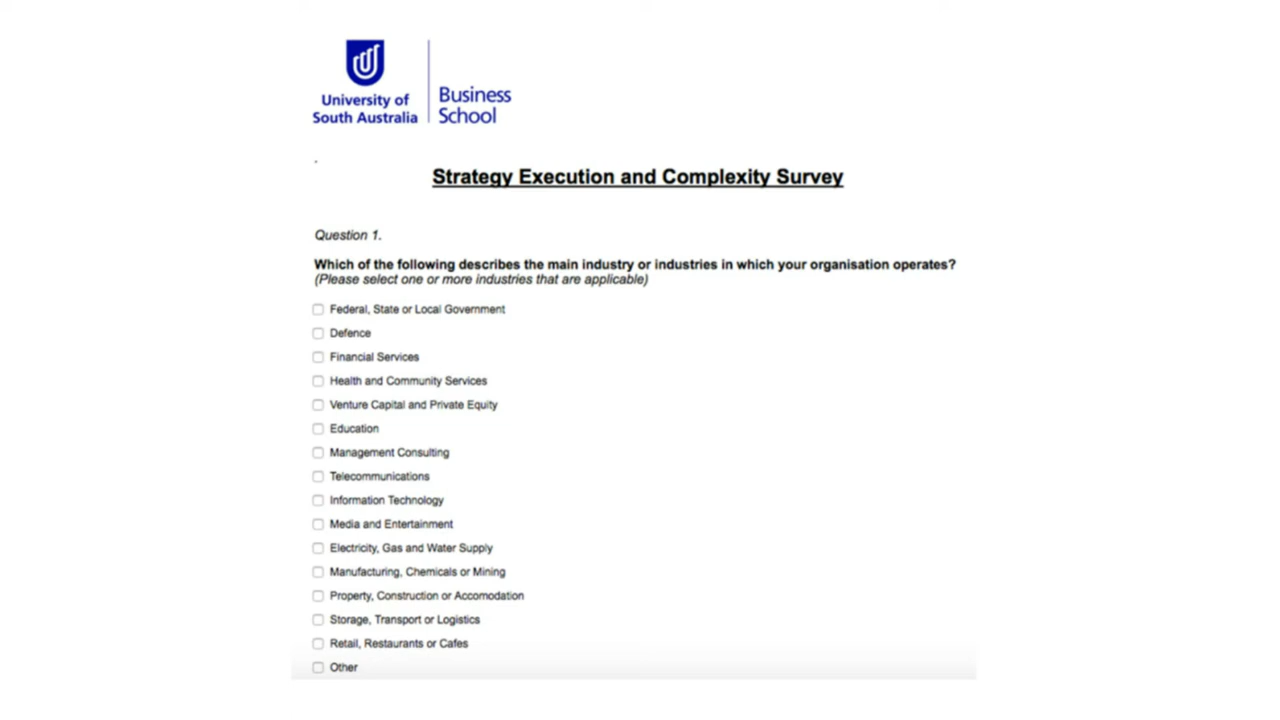 University of
South Australia
Business
School
Strategy Execution and Complexity Survey
Question 1.
Which of the following describes the main industry or industries in which your organisation operates?
(Please select one or more industries that are applicable)
Federal, State or Local Government
Defence
Financial Services
Health and Community Services
Venture Capital and Private Equity
Education
Management Consulting
Telecommunications
Information Technology
Media and Entertainment
Electricity, Gas and Water Supply
Manufacturing, Chemicals or Mining
Property, Construction or Accomodation
Storage, Transport or Logistics
Retail, Restaurants or Cafes
Other